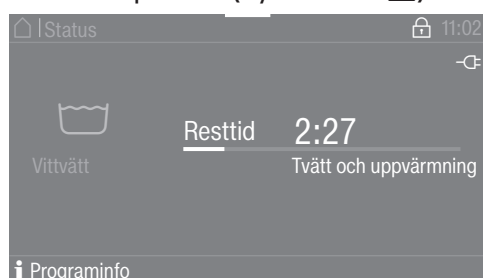 Status 11:02
Resttid 2:27
Vittvätt Tvätt och uppvärmning
i Programinfo